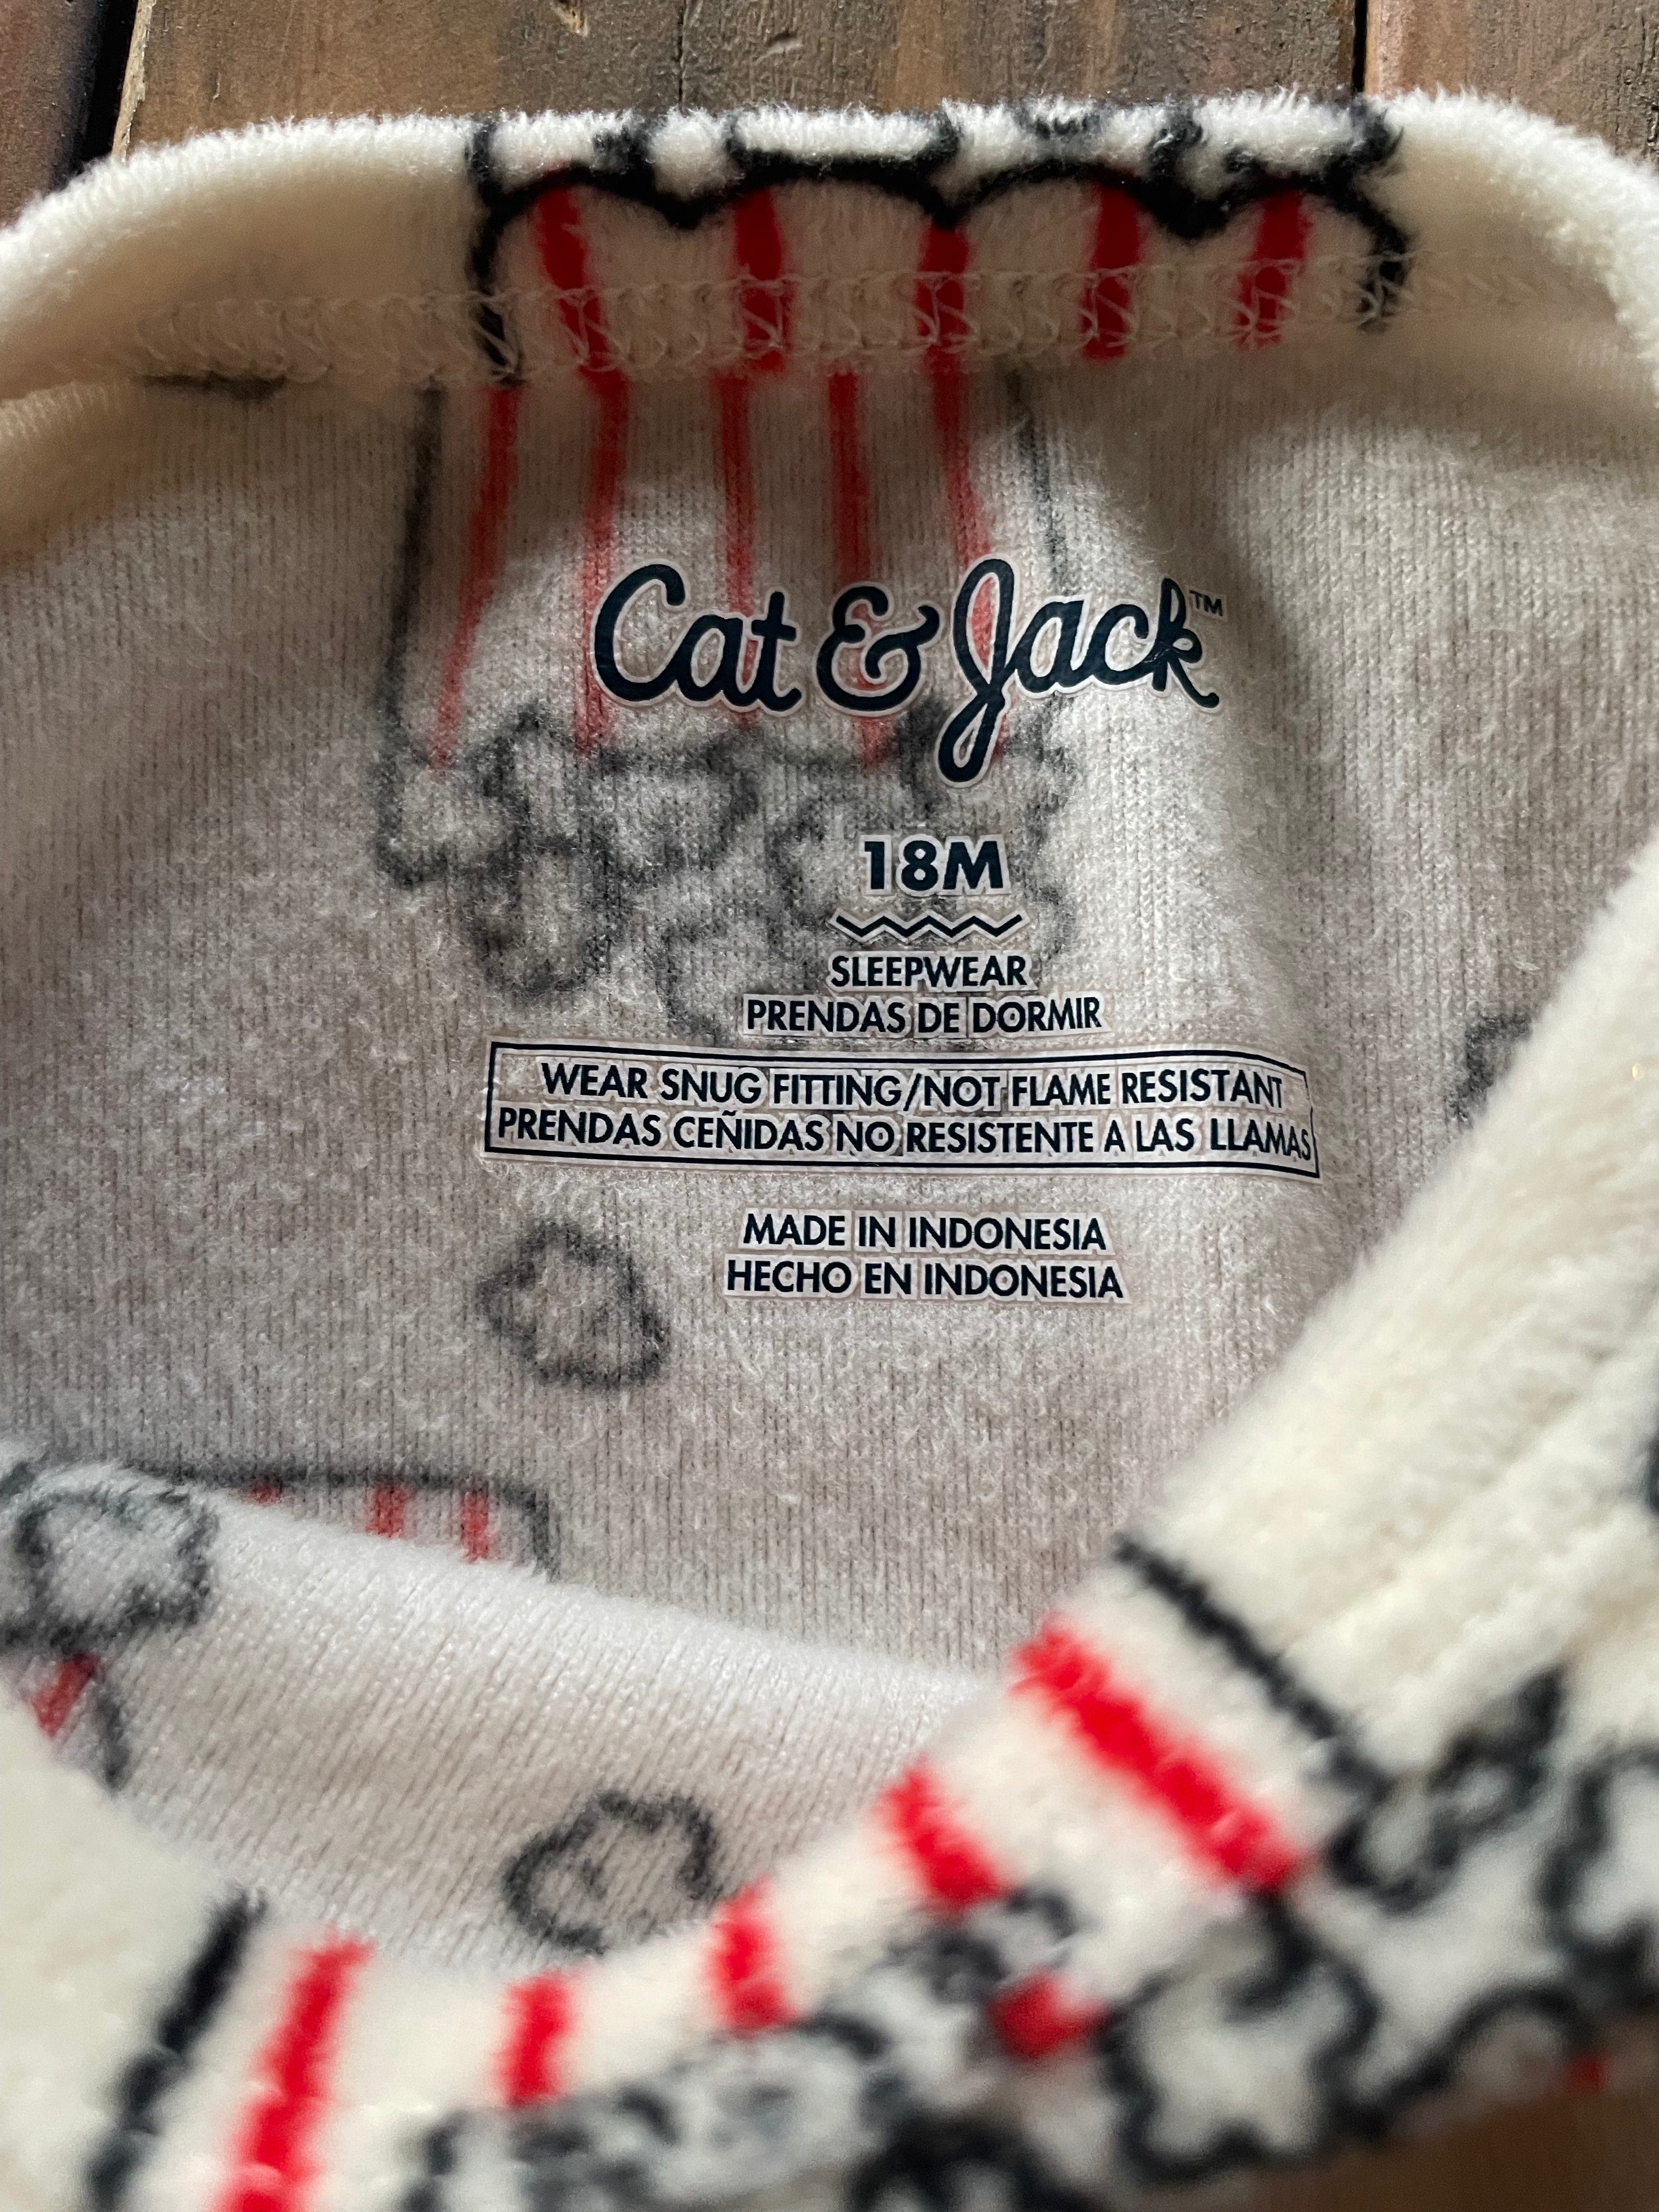 Cat & Jack™
18M
SLEEPWEAR
PRENDAS DE DORMIR
WEAR SNUG FITTING/NOT FLAME RESISTANT
PRENDAS CEÑIDAS NO RESISTENTE A LAS LLAMAS
MADE IN INDONESIA
HECHO EN INDONESIA